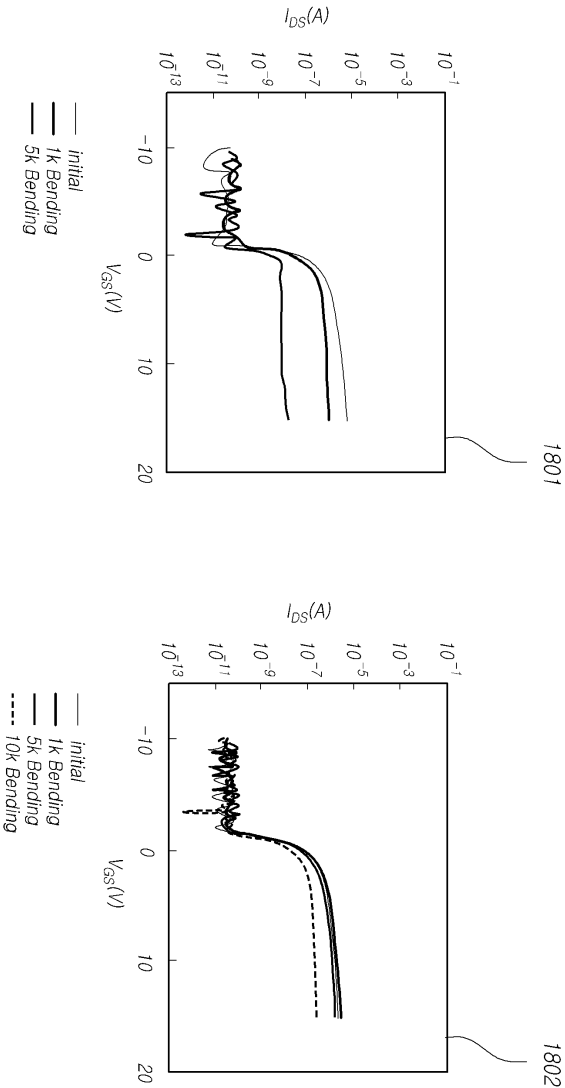 1801
I_DS(A)
10^-1
10^-3
10^-5
10^-7
10^-9
10^-11
10^-13
-10
0
10
20
V_GS(V)
initial
1k Bending
5k Bending
1802
I_DS(A)
10^-1
10^-3
10^-5
10^-7
10^-9
10^-11
10^-13
-10
0
10
20
V_GS(V)
initial
1k Bending
5k Bending
10k Bending